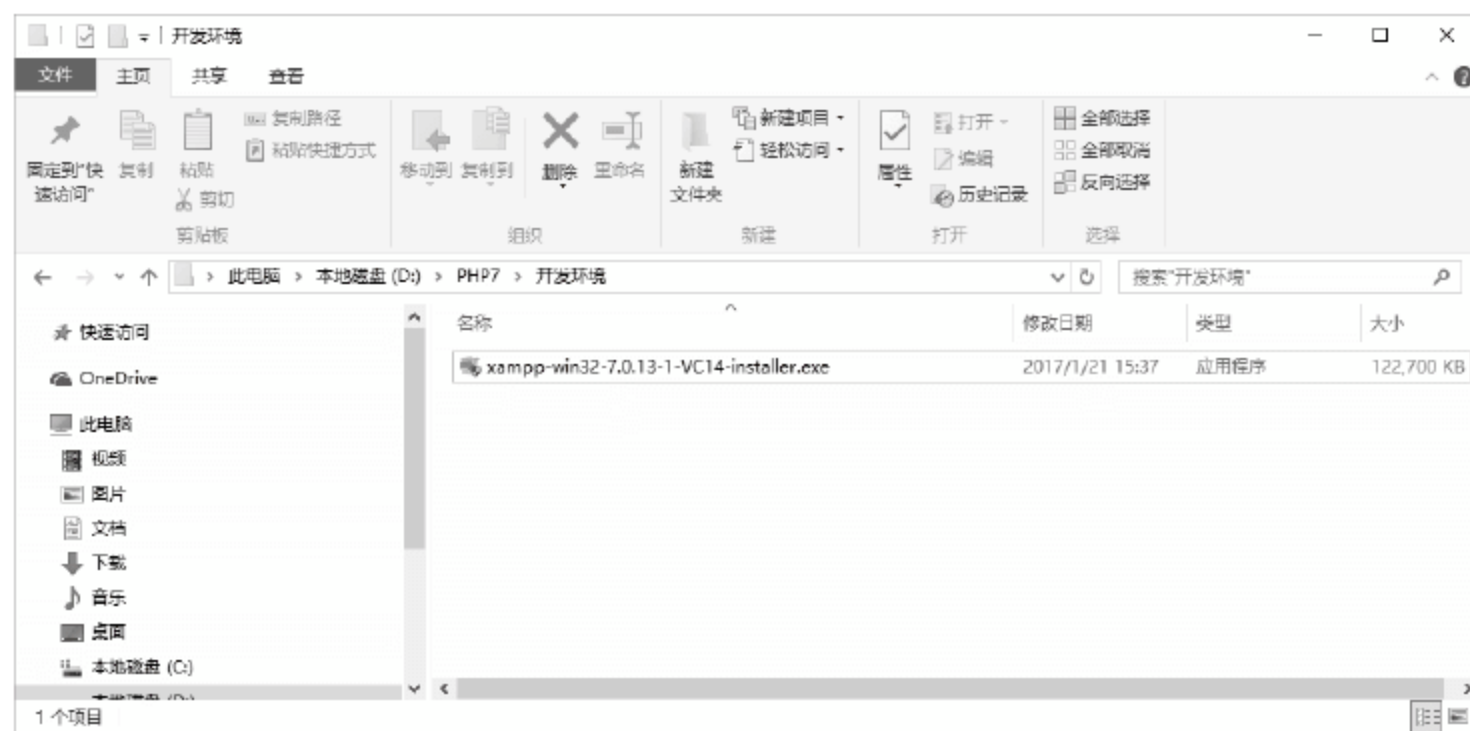 开发环境
文件 主页 共享 查看
固定到"快速访问" 复制 粘贴 复制路径 粘贴快捷方式 剪切 移动到 复制到 删除 重命名 新建文件夹 新建项目 轻松访问 属性 打开 编辑 历史记录 全部选择 全部取消 反向选择
剪贴板 组织 新建 打开 选择
此电脑 > 本地磁盘 (D:) > PHP7 > 开发环境 搜索"开发环境"
名称 修改日期 类型 大小
xampp-win32-7.0.13-1-VC14-installer.exe 2017/1/21 15:37 应用程序 122,700 KB
快速访问
OneDrive
此电脑
视频
图片
文档
下载
音乐
桌面
本地磁盘 (C:)
本地磁盘 (D:)
1 个项目